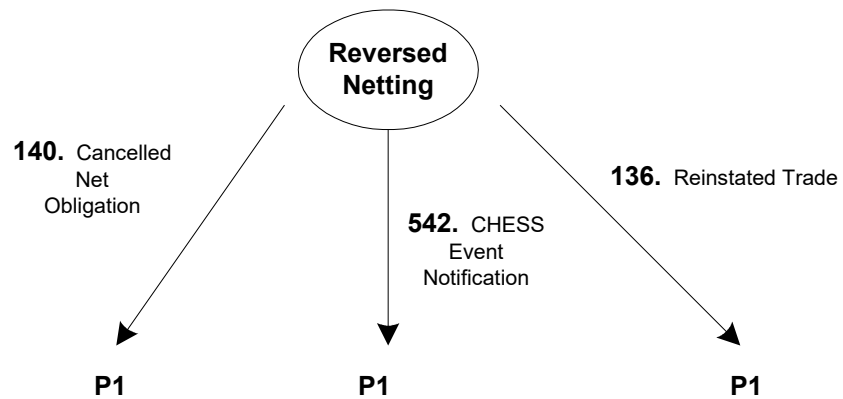 Reversed
Netting
140. Cancelled
Net
Obligation
542. CHESS
Event
Notification
136. Reinstated Trade
P1
P1
P1